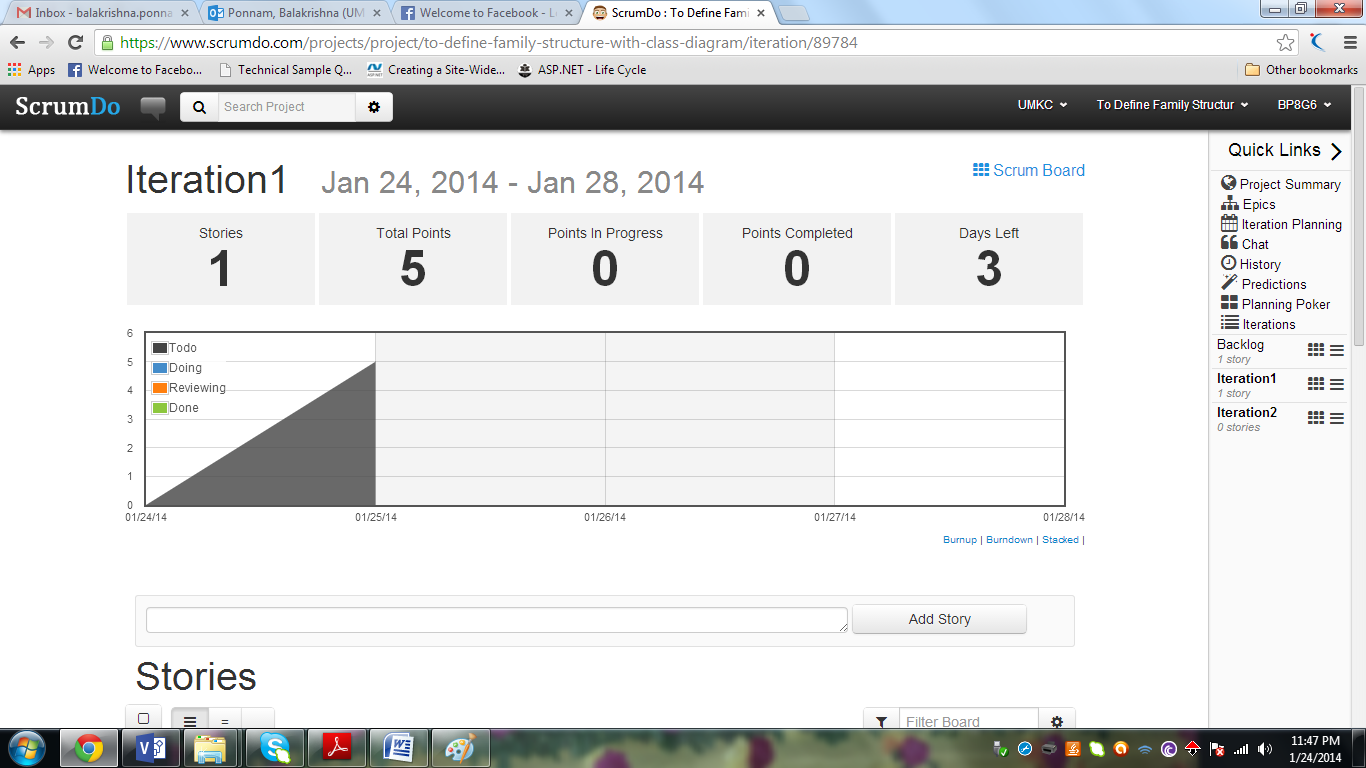 Inbox - balakrishna.ponna
Ponnam, Balakrishna (UM
Welcome to Facebook - L
ScrumDo : To Define Fami
https://www.scrumdo.com/projects/project/to-define-family-structure-with-class-diagram/iteration/89784
Apps
Welcome to Facebo...
Technical Sample Q...
Creating a Site-Wide...
ASP.NET - Life Cycle
Other bookmarks
ScrumDo
Search Project
UMKC
To Define Family Structur
BP8G6
Quick Links
Project Summary
Epics
Iteration Planning
Chat
History
Predictions
Planning Poker
Iterations
Backlog
1 story
Iteration1
1 story
Iteration2
0 stories
Iteration1 Jan 24, 2014 - Jan 28, 2014
Scrum Board
Stories
1
Total Points
5
Points In Progress
0
Points Completed
0
Days Left
3
6
5
4
3
2
1
0
Todo
Doing
Reviewing
Done
01/24/14 01/25/14 01/26/14 01/27/14 01/28/14
Burnup | Burndown | Stacked |
Add Story
Stories
Filter Board
11:47 PM
1/24/2014